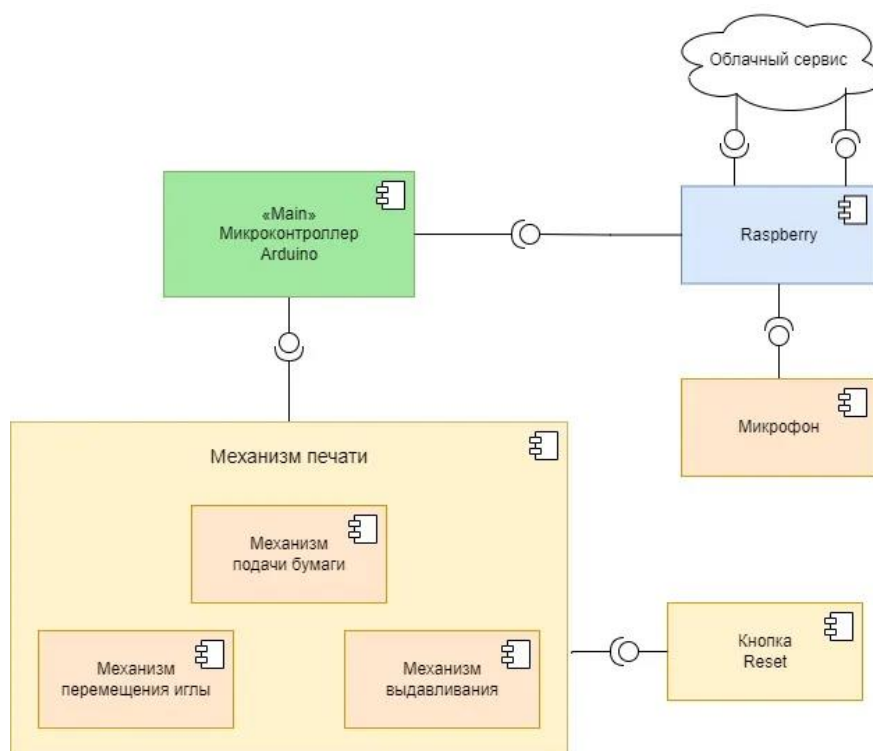 Облачный сервис
«Main»
Микроконтроллер
Arduino
Raspberry
Микрофон
Механизм печати
Механизм
подачи бумаги
Механизм
перемещения иглы
Механизм
выдавливания
Кнопка
Reset